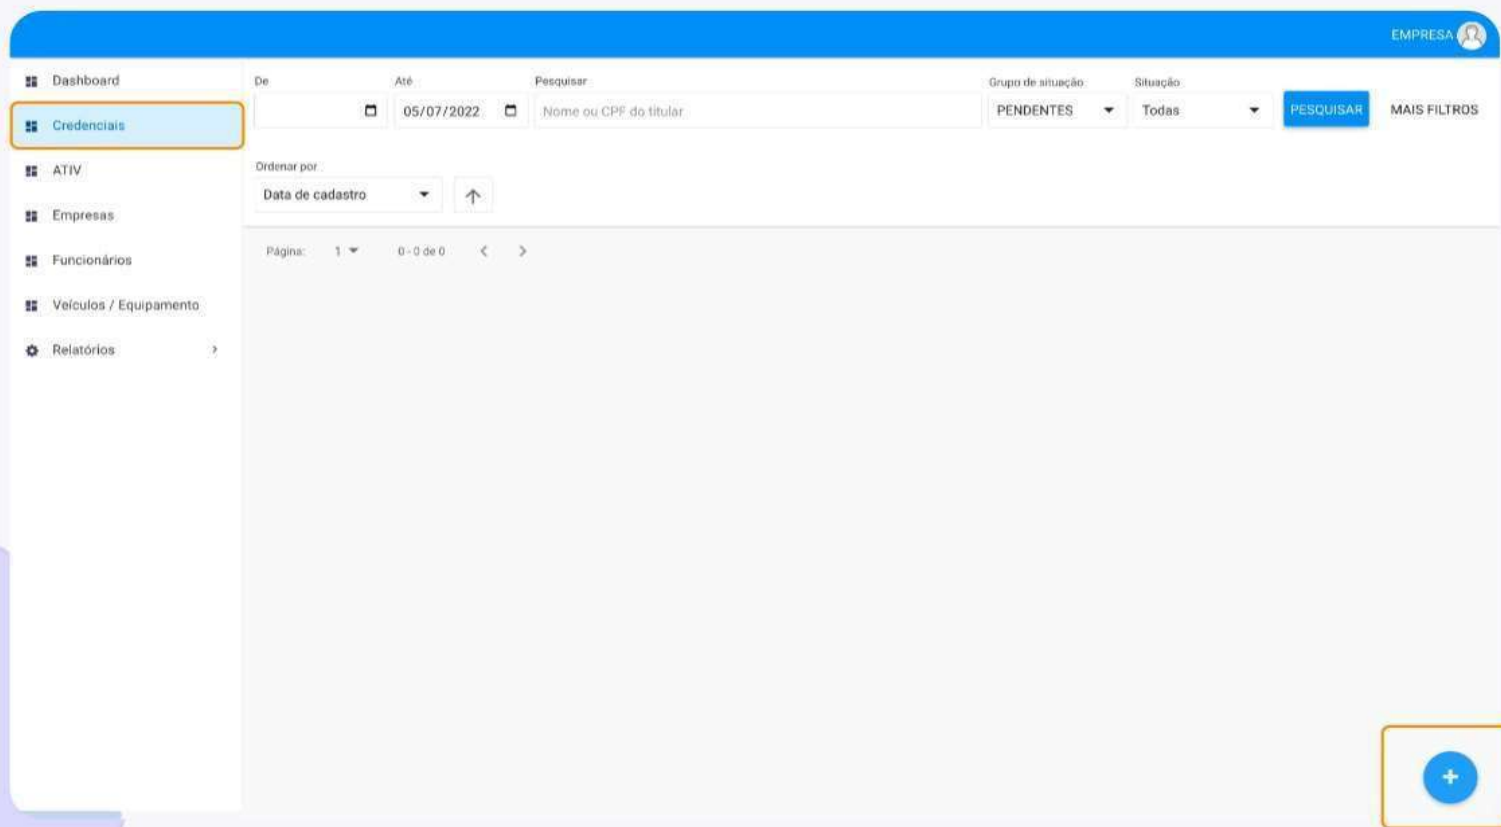 EMPRESA
Dashboard
Credenciais
ATIV
Empresas
Funcionários
Veículos / Equipamento
Relatórios
De
Até
Pesquisar
Grupo de situação
Situação
05/07/2022
Nome ou CPF do titular
PENDENTES
Todas
PESQUISAR
MAIS FILTROS
Ordenar por
Data de cadastro
Página: 1 0-0 de 0